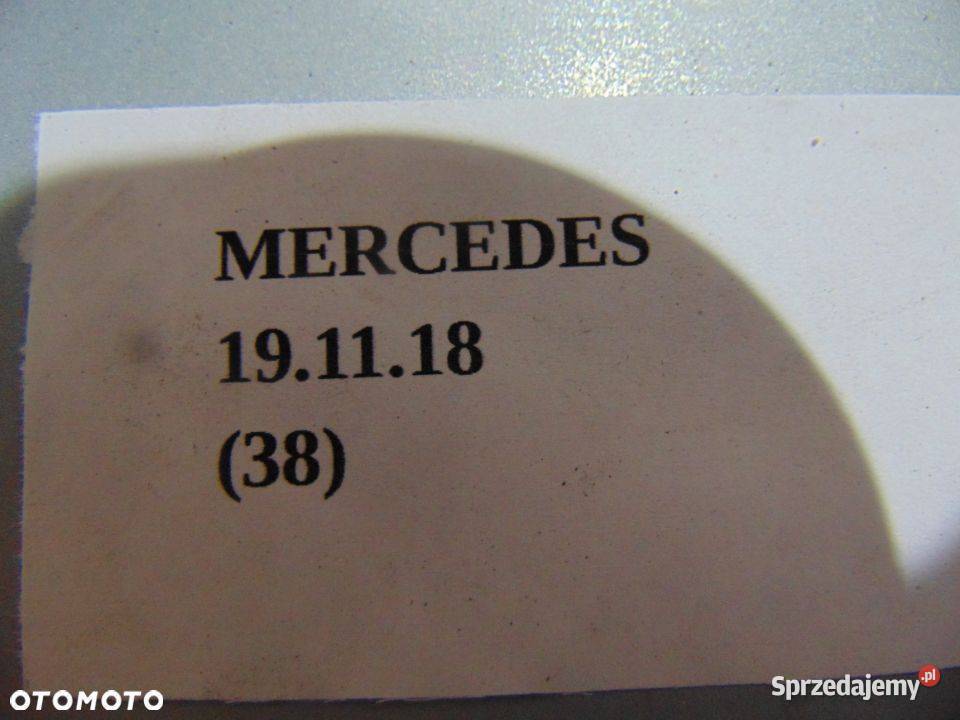 MERCEDES
19.11.18
(38)
OTOMOTO
Sprzedajemy.pl